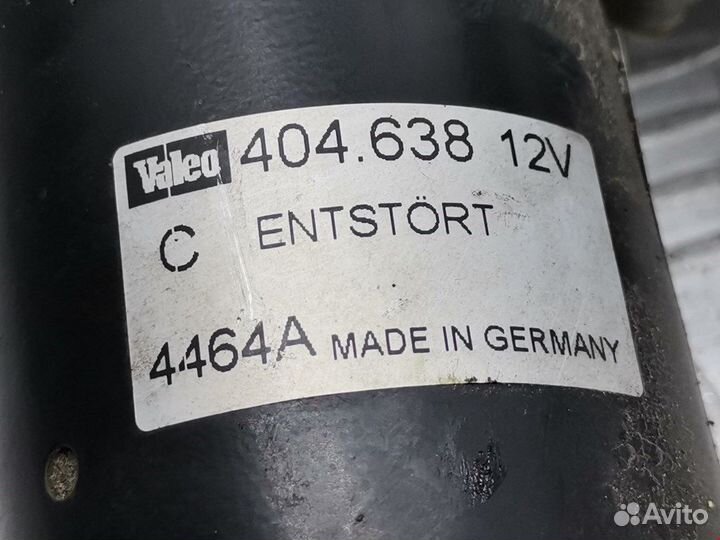 Valeo 404.638 12V
C ENTSTÖRT
4464A MADE IN GERMANY
Avito